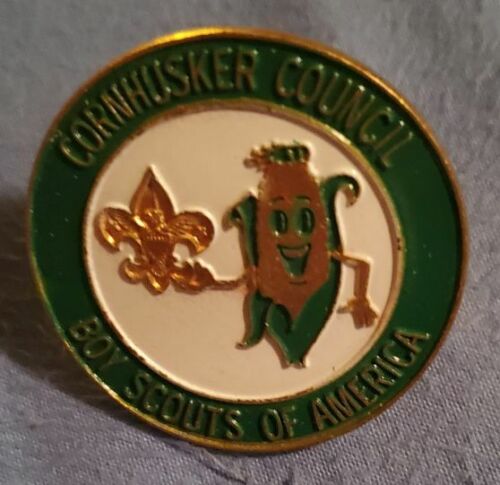 CORNHUSKER COUNCIL
BOY SCOUTS OF AMERICA